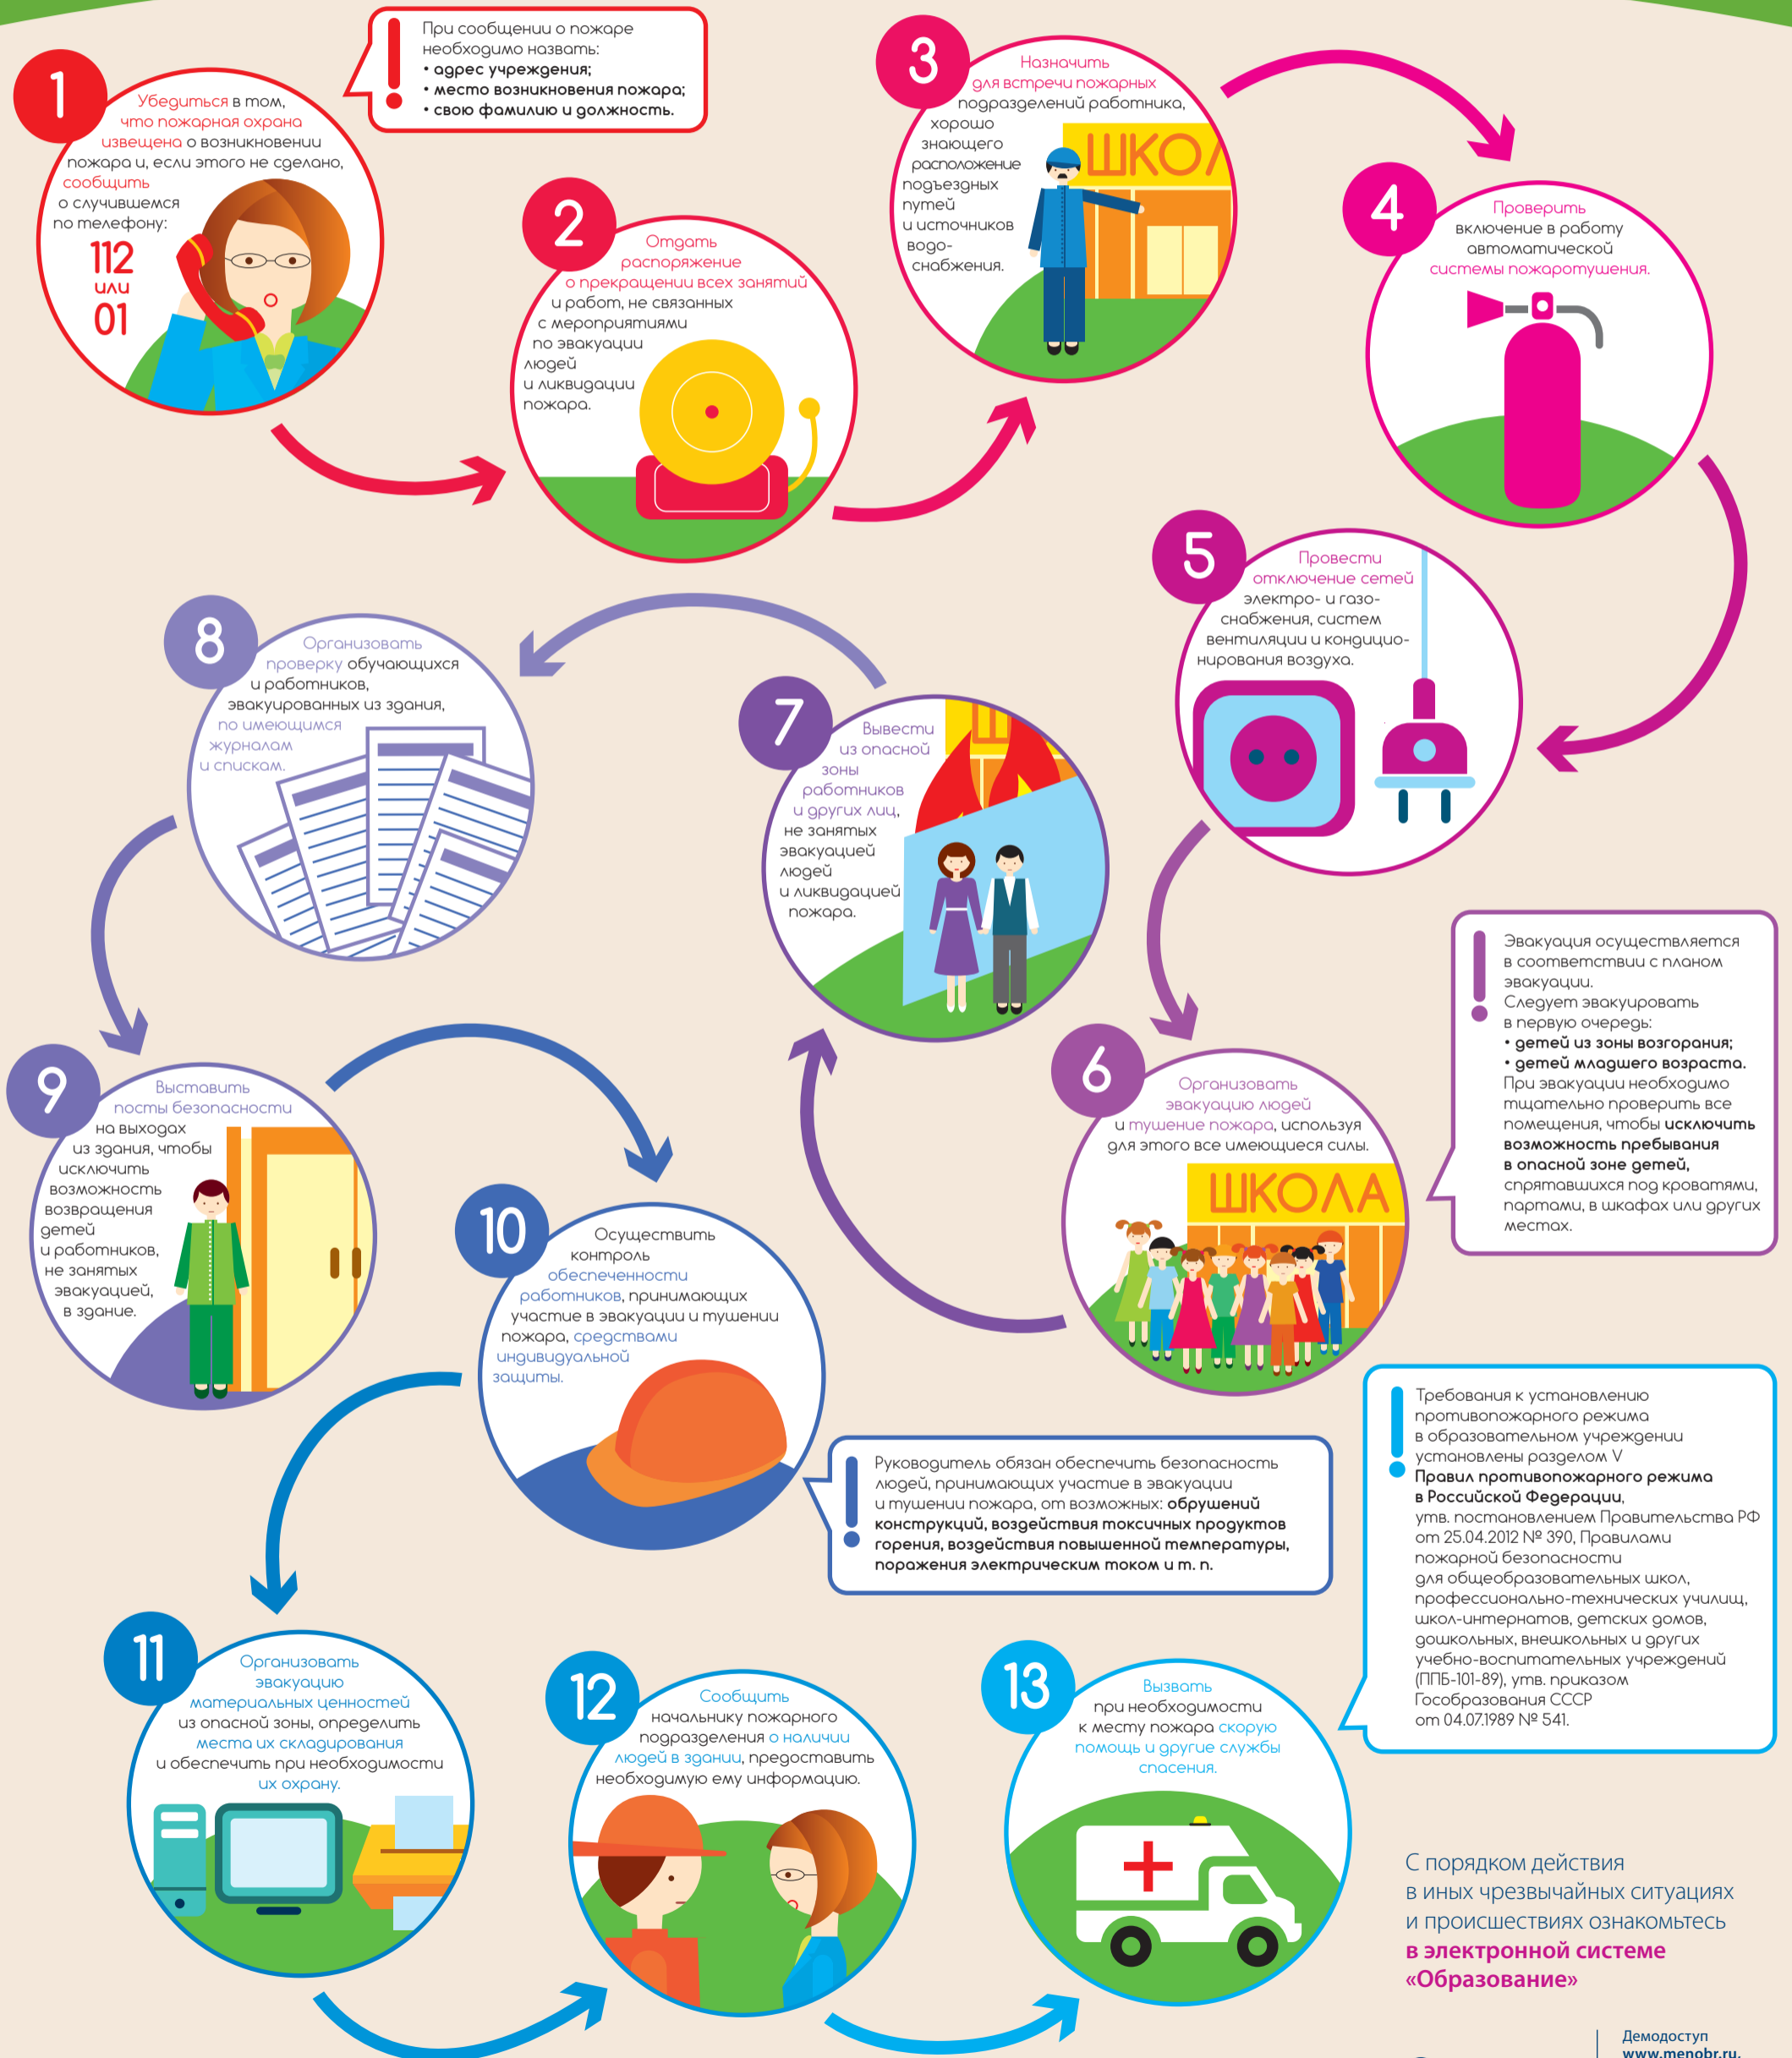 1
Убедиться в том,
что пожарная охрана
извещена о возникновении
пожара и, если этого не сделано,
сообщить
о случившемся
по телефону:
112
или
01
При сообщении о пожаре
необходимо назвать:
• адрес учреждения;
• место возникновения пожара;
• свою фамилию и должность.
2
Отдать
распоряжение
о прекращении всех занятий
и работ, не связанных
с мероприятиями
по эвакуации
людей
и ликвидации
пожара.
3
Назначить
для встречи пожарных
подразделений работника,
хорошо
знающего
расположение
подъездных
путей
и источников
водо-
снабжения.
ШКОЛ
4
Проверить
включение в работу
автоматической
системы пожаротушения.
5
Провести
отключение сетей
электро- и газо-
снабжения, систем
вентиляции и кондицио-
нирования воздуха.
6
Организовать
эвакуацию людей
и тушение пожара, используя
для этого все имеющиеся силы.
ШКОЛА
Эвакуация осуществляется
в соответствии с планом
эвакуации.
Следует эвакуировать
в первую очередь:
• детей из зоны возгорания;
• детей младшего возраста.
При эвакуации необходимо
тщательно проверить все
помещения, чтобы исключить
возможность пребывания
в опасной зоне детей,
спрятавшихся под кроватями,
партами, в шкафах или других
местах.
7
Вывести
из опасной
зоны
работников
и других лиц,
не занятых
эвакуацией
людей
и ликвидацией
пожара.
Ш
8
Организовать
проверку обучающихся
и работников,
эвакуированных из здания,
по имеющимся
журналам
и спискам.
9
Выставить
посты безопасности
на выходах
из здания, чтобы
исключить
возможность
возвращения
детей
и работников,
не занятых
эвакуацией,
в здание.
10
Осуществить
контроль
обеспеченности
работников, принимающих
участие в эвакуации и тушении
пожара, средствами
индивидуальной
защиты.
Руководитель обязан обеспечить безопасность
людей, принимающих участие в эвакуации
и тушении пожара, от возможных: обрушений
конструкций, воздействия токсичных продуктов
горения, воздействия повышенной температуры,
поражения электрическим током и т. п.
11
Организовать
эвакуацию
материальных ценностей
из опасной зоны, определить
места их складирования
и обеспечить при необходимости
их охрану.
12
Сообщить
начальнику пожарного
подразделения о наличии
людей в здании, предоставить
необходимую ему информацию.
13
Вызвать
при необходимости
к месту пожара скорую
помощь и другие службы
спасения.
Требования к установлению
противопожарного режима
в образовательном учреждении
установлены разделом V
Правил противопожарного режима
в Российской Федерации,
утв. постановлением Правительства РФ
от 25.04.2012 № 390, Правилами
пожарной безопасности
для общеобразовательных школ,
профессионально-технических училищ,
школ-интернатов, детских домов,
дошкольных, внешкольных и других
учебно-воспитательных учреждений
(ППБ-101-89), утв. приказом
Гособразования СССР
от 04.07.1989 № 541.
С порядком действия
в иных чрезвычайных ситуациях
и происшествиях ознакомьтесь
в электронной системе
«Образование»
Демодоступ
www.menobr.ru.